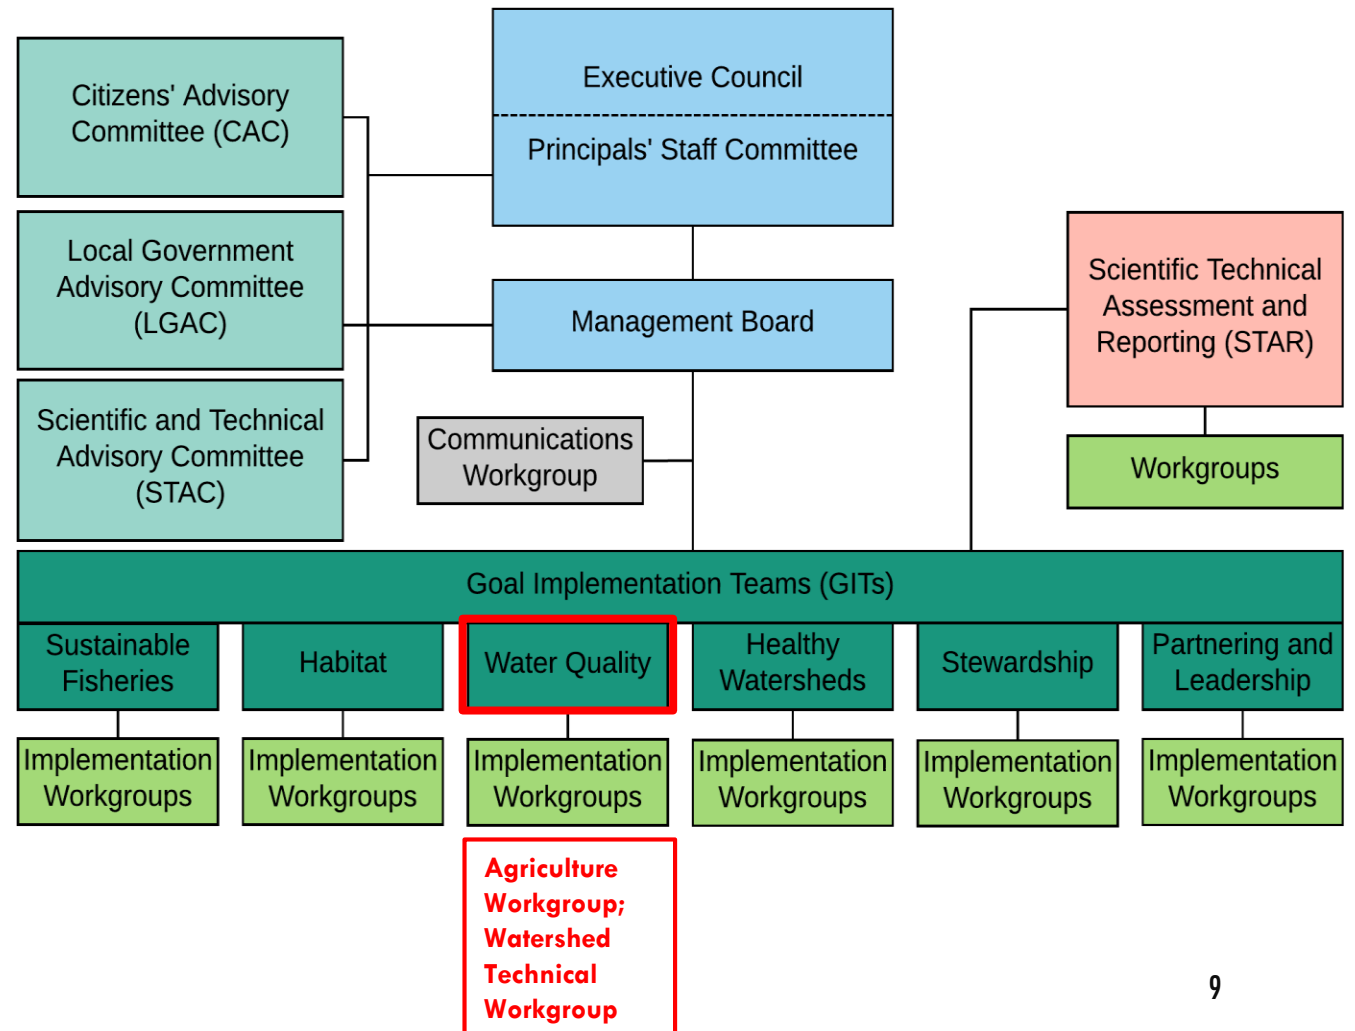 Citizens' Advisory
Committee (CAC)
Executive Council
Principals' Staff Committee
Local Government
Advisory Committee
(LGAC)
Management Board
Scientific Technical
Assessment and
Reporting (STAR)
Scientific and Technical
Advisory Committee
(STAC)
Communications
Workgroup
Workgroups
Goal Implementation Teams (GITs)
Sustainable
Fisheries
Habitat
Water Quality
Healthy
Watersheds
Stewardship
Partnering and
Leadership
Implementation
Workgroups
Implementation
Workgroups
Implementation
Workgroups
Implementation
Workgroups
Implementation
Workgroups
Implementation
Workgroups
Agriculture
Workgroup;
Watershed
Technical
Workgroup
9